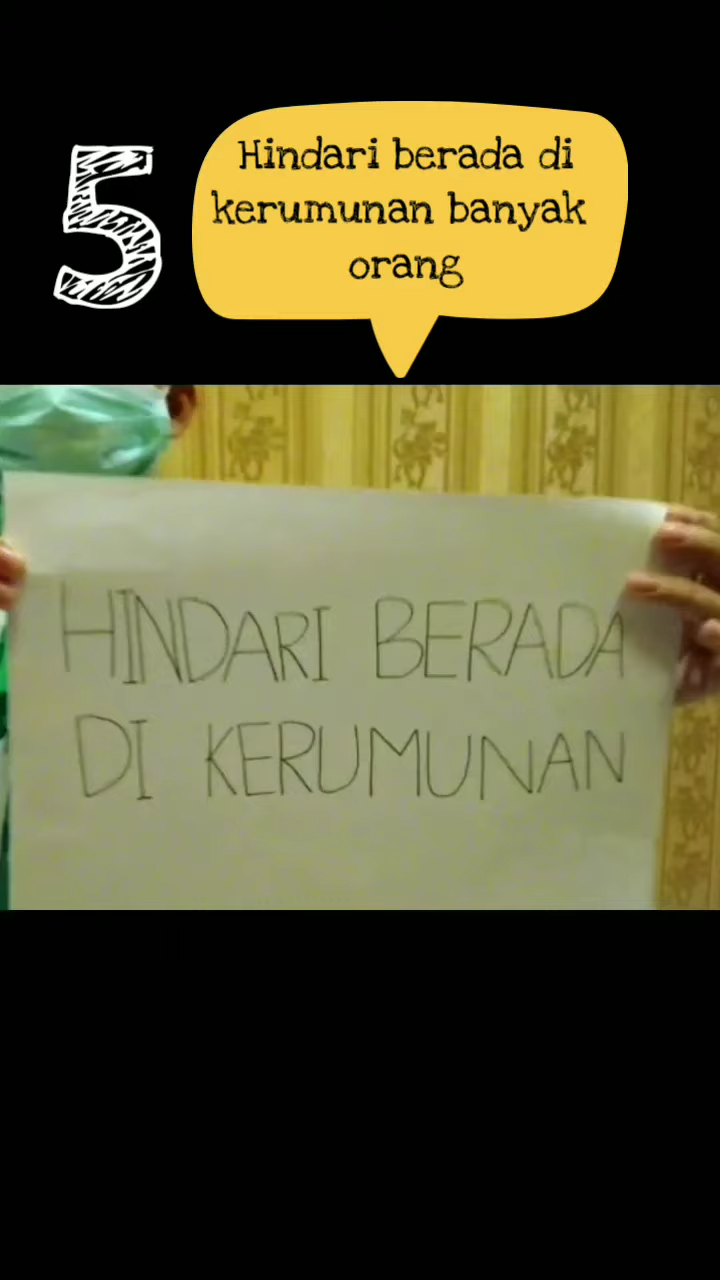 5
Hindari berada di
kerumunan banyak
orang
HINDARI BERADA
DI KERUMUNAN